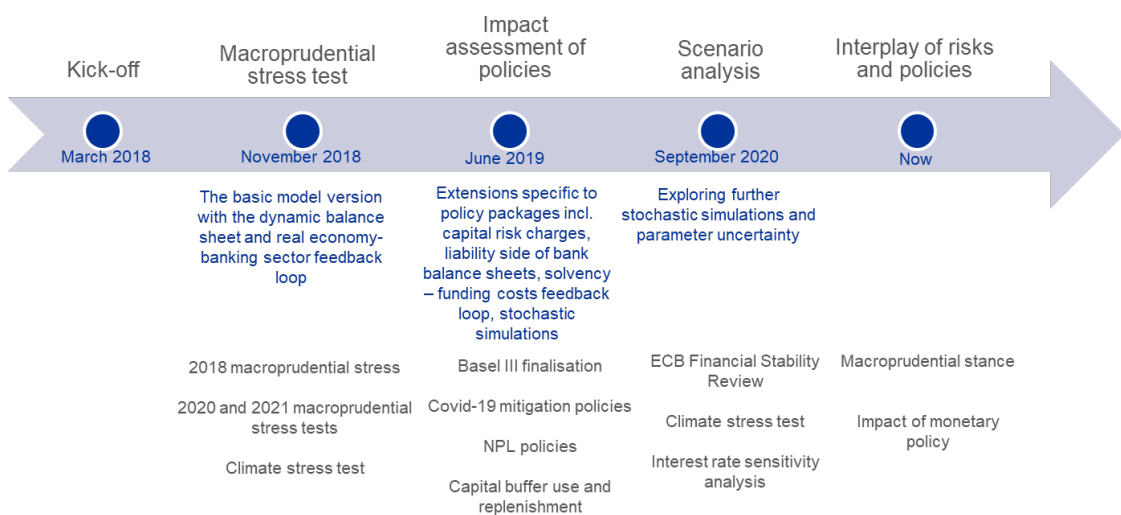 Kick-off
Macroprudential
stress test
Impact
assessment of
policies
Scenario
analysis
Interplay of risks
and policies
March 2018
November 2018
June 2019
September 2020
Now
The basic model version
with the dynamic balance
sheet and real economy-
banking sector feedback
loop
Extensions specific to
policy packages incl.
capital risk charges,
liability side of bank
balance sheets, solvency
– funding costs feedback
loop, stochastic
simulations
Exploring further
stochastic simulations and
parameter uncertainty
2018 macroprudential stress
2020 and 2021 macroprudential
stress tests
Climate stress test
Basel III finalisation
Covid-19 mitigation policies
NPL policies
Capital buffer use and
replenishment
ECB Financial Stability
Review
Climate stress test
Interest rate sensitivity
analysis
Macroprudential stance
Impact of monetary
policy